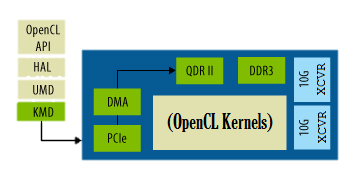 OpenCL
API
HAL
UMD
KMD
QDR II
DDR3
10G
XCVR
DMA
PCIe
(OpenCL Kernels)
10G
XCVR